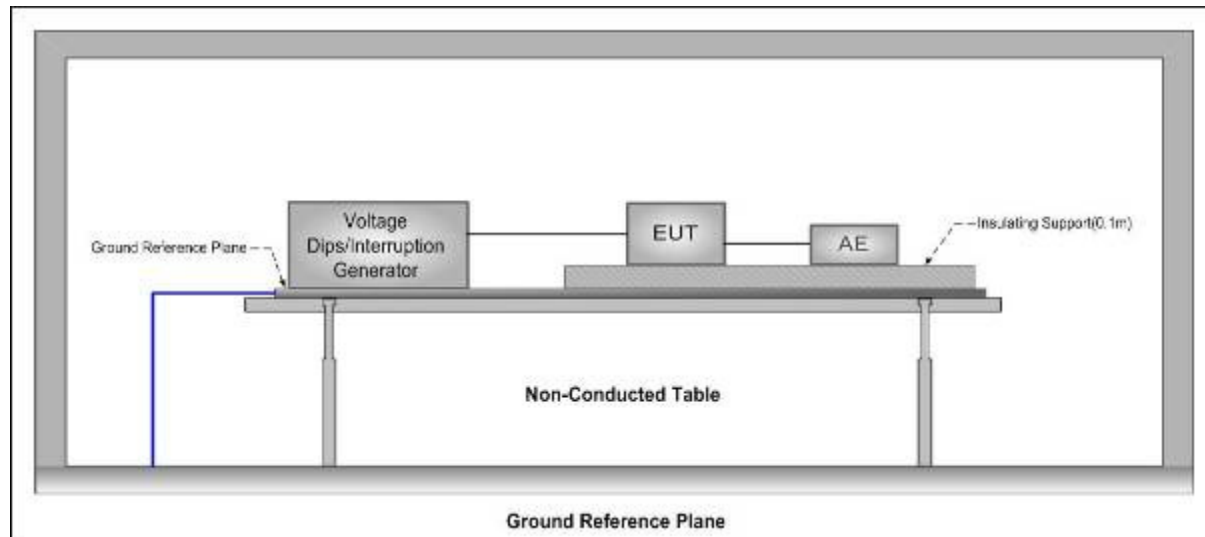 Voltage
Dips/Interruption
Generator
EUT
AE
Insulating Support(0.1m)
Ground Reference Plane
Non-Conducted Table
Ground Reference Plane